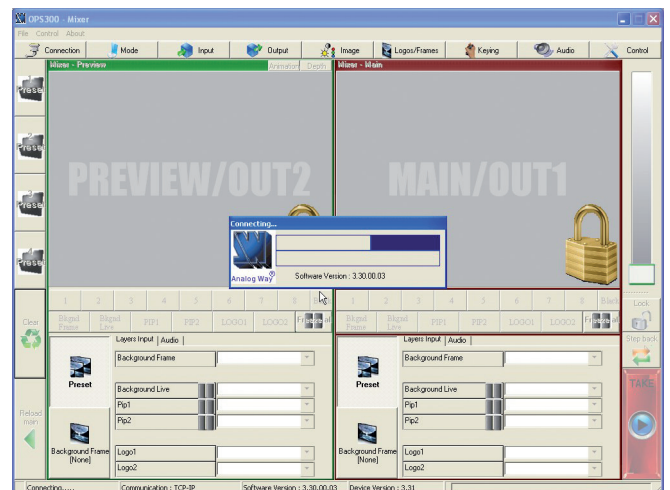 OPS300 - Mixer
File Control About
Connection Mode Input Output Image Logos/Frames Keying Audio Control
Mixer - Preview Animation Depth Mixer - Main
PREVIEW/OUT2 MAIN/OUT1
Connecting...
Analog Way®
Software Version : 3.30.00.03
1 2 3 4 5 6 7 8 1 2 3 4 5 6 7 8 Black Lock
Clear Bkgnd Frame Bkgnd Live PIP1 PIP2 LOGO1 LOGO2 Bkgnd Frame Bkgnd Live PIP1 PIP2 LOGO1 LOGO2
Layers Input Audio Layers Input Audio Step back
Background Frame Background Frame
TAKE
Preset Background Live Preset Background Live
Pip1 Pip1
Reload main Pip2 Pip2
Background Frame [None] Logo1 Background Frame [None] Logo1
Logo2 Logo2
Connecting..... Communication : TCP-IP Software Version : 3.30.00.03 Device Version : 3.31